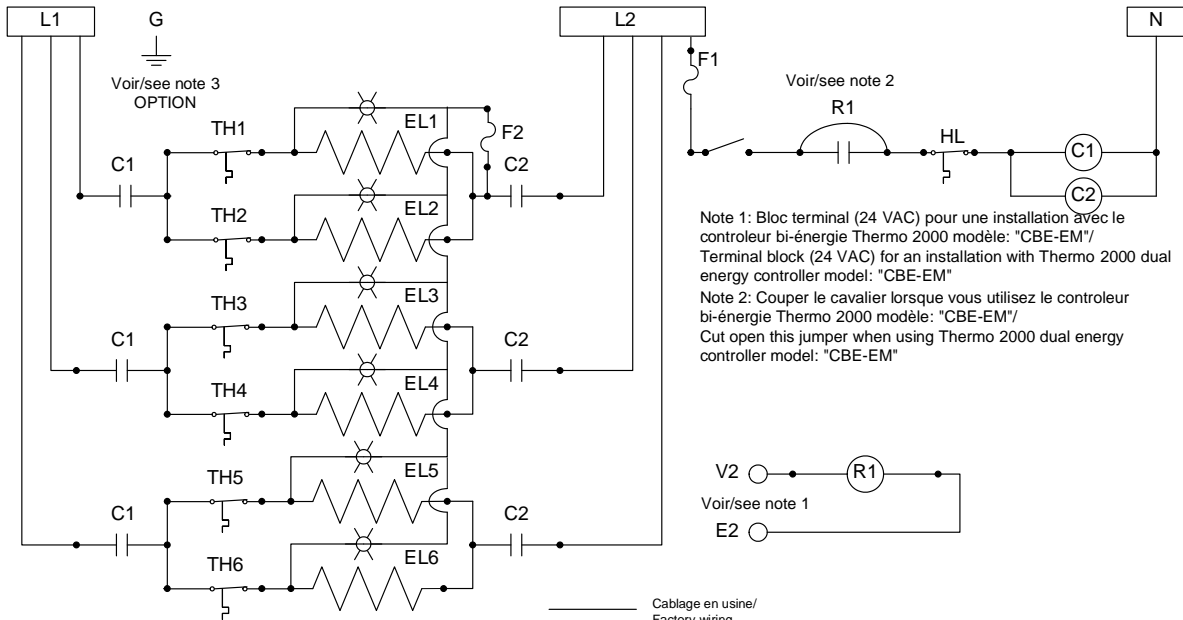 L1
G
L2
N
Voir/see note 3
OPTION
F1
Voir/see note 2
R1
TH1
EL1
F2
HL
C1
C1
C2
C2
TH2
EL2
Note 1: Bloc terminal (24 VAC) pour une installation avec le
controleur bi-énergie Thermo 2000 modèle: "CBE-EM"/
Terminal block (24 VAC) for an installation with Thermo 2000 dual
energy controller model: "CBE-EM"
Note 2: Couper le cavalier lorsque vous utilisez le controleur
bi-énergie Thermo 2000 modèle: "CBE-EM"/
Cut open this jumper when using Thermo 2000 dual energy
controller model: "CBE-EM"
TH3
EL3
C1
C2
TH4
EL4
TH5
EL5
V2
R1
Voir/see note 1
C1
C2
E2
TH6
EL6
Cablage en usine/
Factory wiring